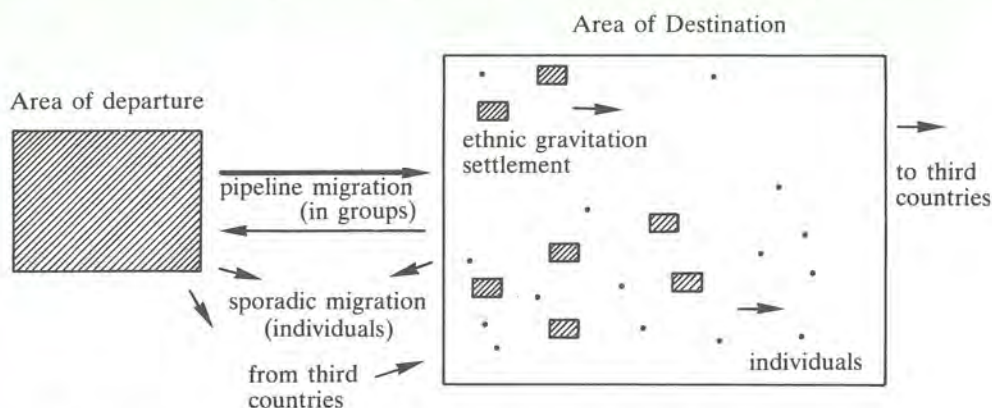 Area of Destination
Area of departure
ethnic gravitation
settlement
pipeline migration
(in groups)
to third
countries
sporadic migration
(individuals)
individuals
from third
countries